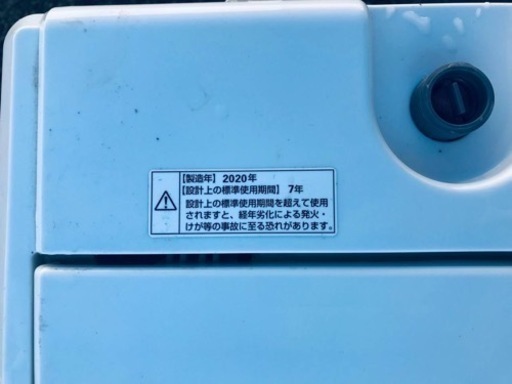 【製造年】2020年
【設計上の標準使用期間】7年
設計上の標準使用期間を超えて使用
されますと、経年劣化による発火・
けが等の事故に至る恐れがあります。